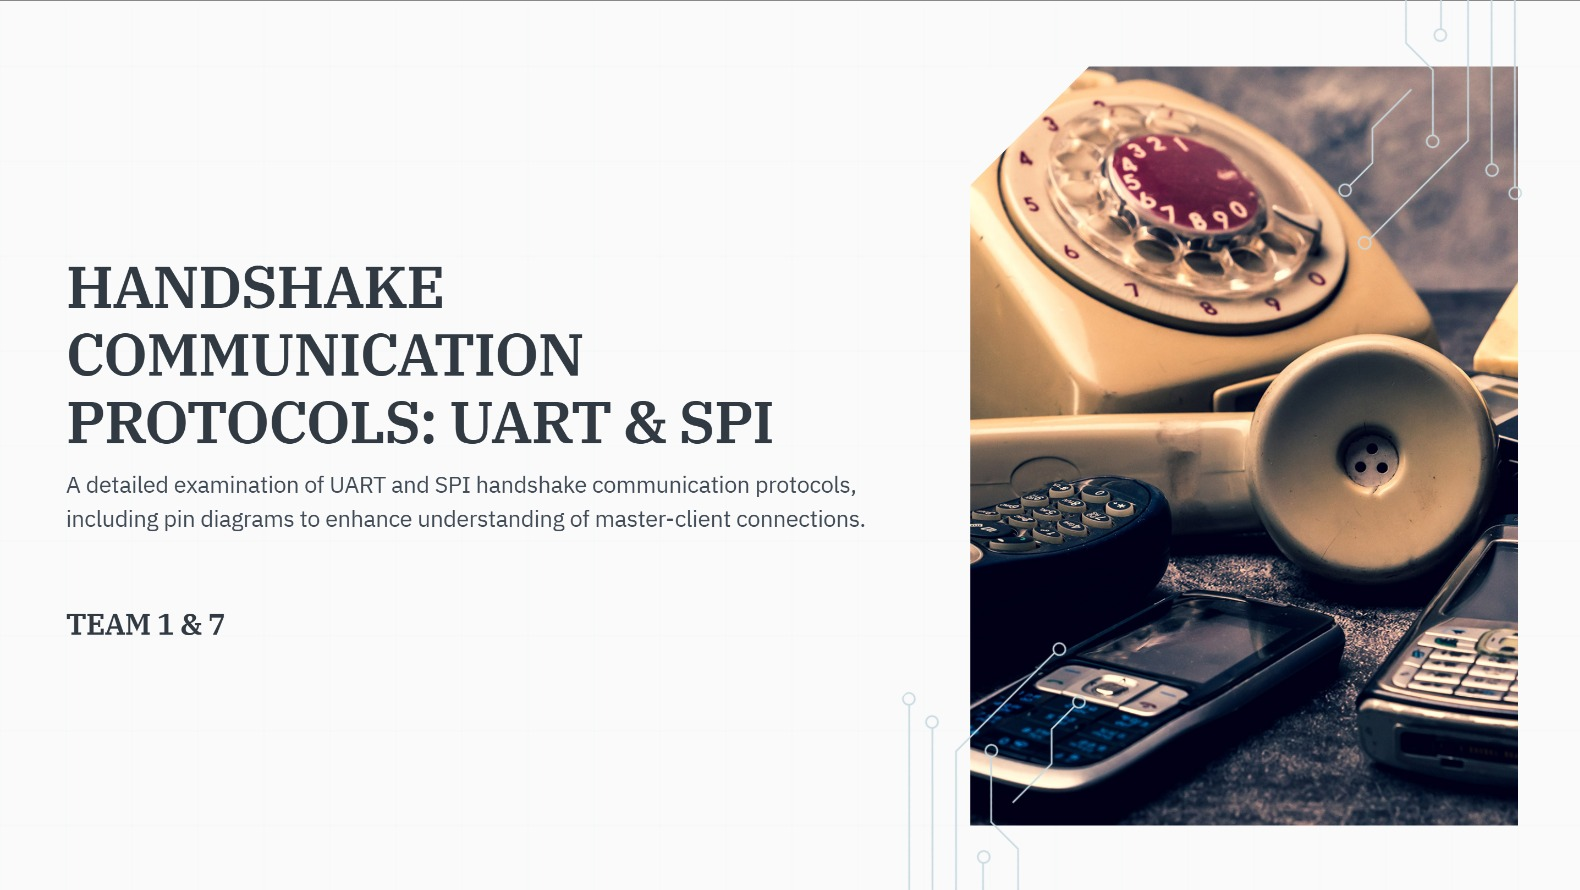 HANDSHAKE
COMMUNICATION
PROTOCOLS: UART & SPI
A detailed examination of UART and SPI handshake communication protocols,
including pin diagrams to enhance understanding of master-client connections.
TEAM 1 & 7